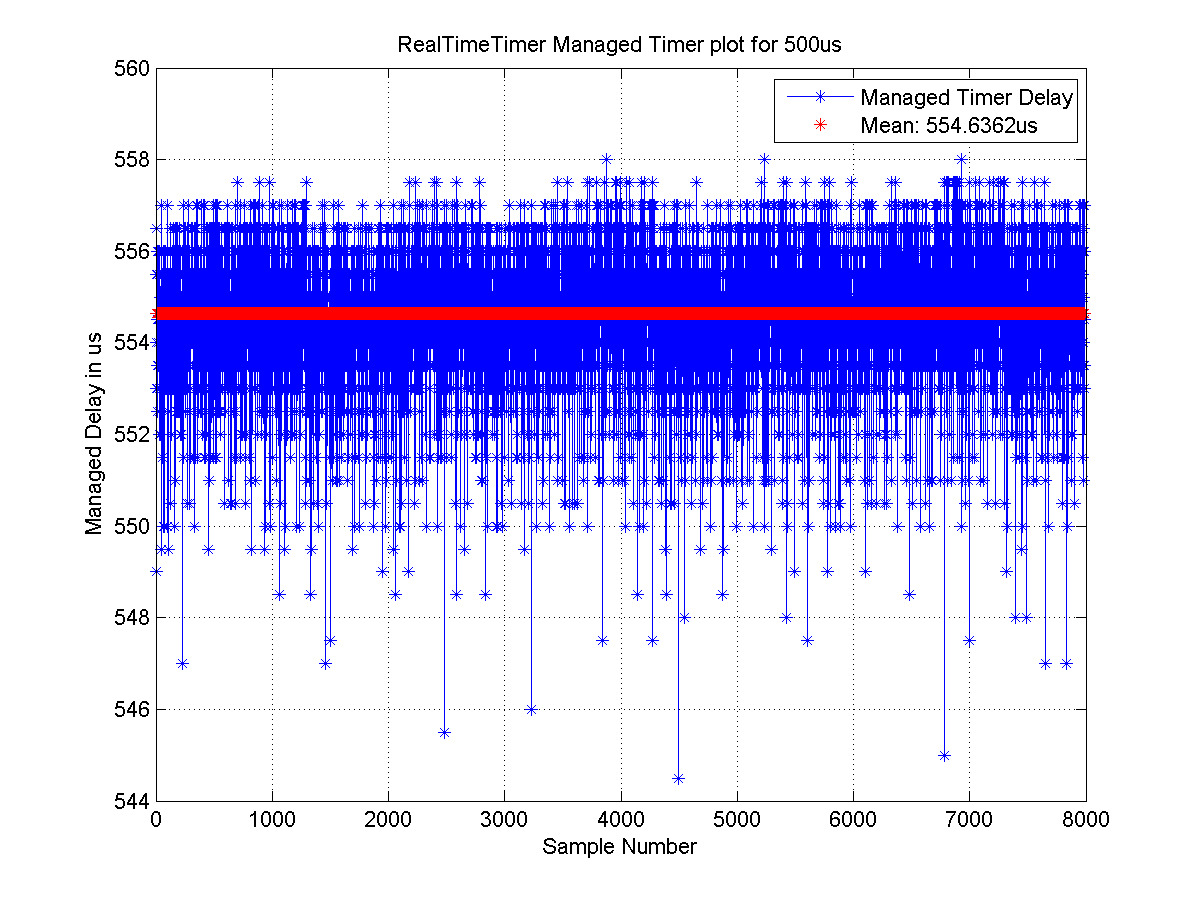 RealTimeTimer Managed Timer plot for 500us
560
558
556
554
552
550
548
546
544
Managed Delay in us
Managed Timer Delay
Mean: 554.6362us
0 1000 2000 3000 4000 5000 6000 7000 8000
Sample Number